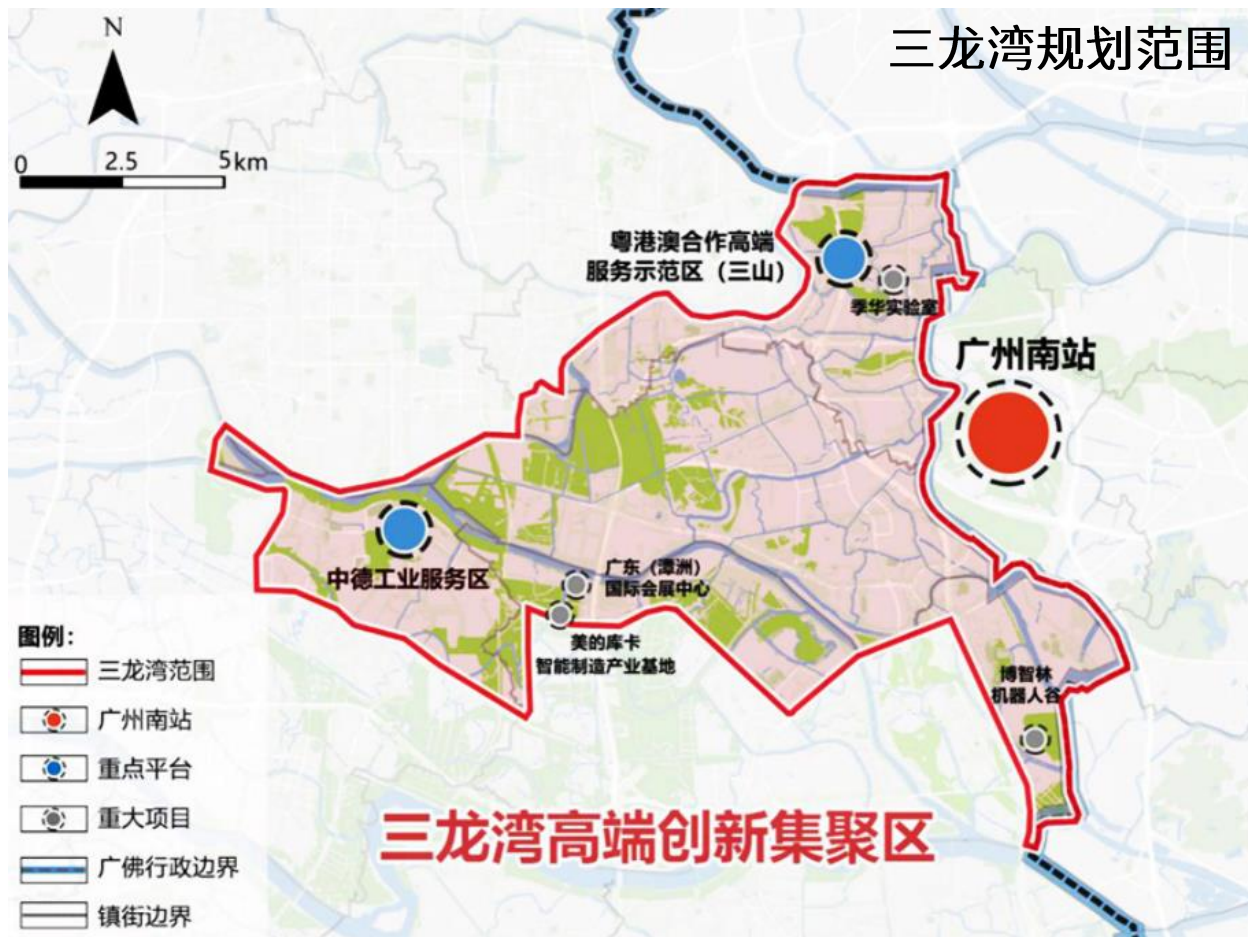 三龙湾规划范围
N
0 2.5 5km
粤港澳合作高端
服务示范区（三山）
季华实验室
广州南站
中德工业服务区
广东（潭洲）
国际会展中心
美的库卡
智能制造产业基地
博智林
机器人谷
图例：
三龙湾范围
广州南站
重点平台
重大项目
广佛行政边界
镇街边界
三龙湾高端创新集聚区